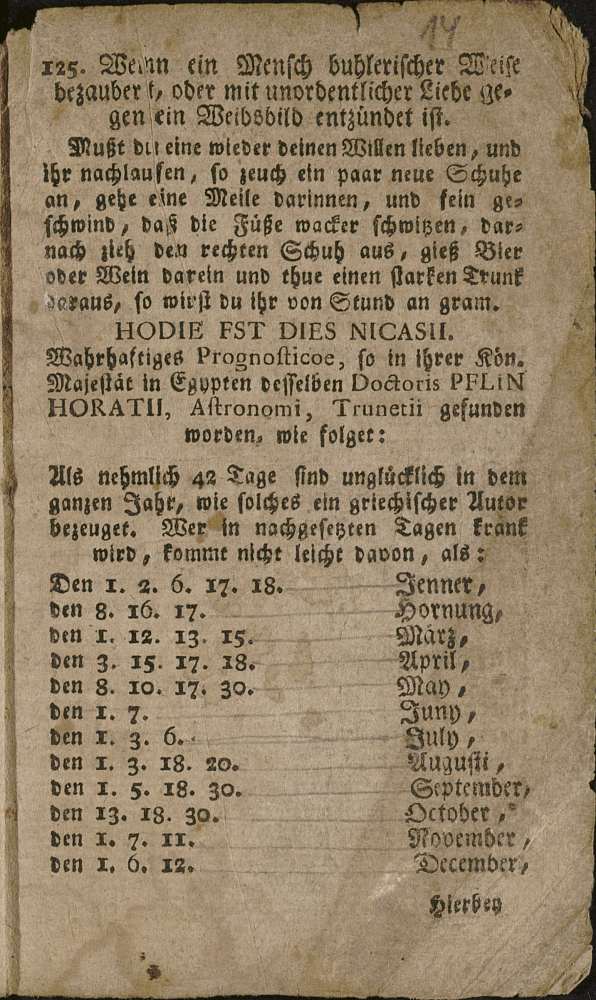 14
125. Wenn ein Mensch buhlerischer Weise
bezaubert, oder mit unordentlicher Liebe ge-
gen ein Weibsbild entzündet ist.
Mußt du eine wieder deinen Willen lieben, und
ihr nachlaufen, so zeuch ein paar neue Schuhe
an, gehe eine Meile darinnen, und fein ge-
schwind, daß die Füße wacker schwitzen, dar-
nach zieh den rechten Schuh aus, gieß Bier
oder Wein darein und thue einen starken Trunk
daraus, so wirst du ihr von Stund an gram.
HODIE FST DIES NICASII.
Wahrhaftiges Prognosticoe, so in ihrer Kön.
Majestät in Egypten desselben Doctoris PFLIN
HORATII, Astronomi, Trunetii gefunden
worden, wie folget:
Als nehmlich 42 Tage sind unglücklich in dem
ganzen Jahr, wie solches ein griechischer Autor
bezeuget. Wer in nachgesetzten Tagen krank
wird, kommt nicht leicht davon, als:
Den 1. 2. 6. 17. 18. Jenner,
den 8. 16. 17. Hornung,
den 1. 12. 13. 15. März,
den 3. 15. 17. 18. April,
den 8. 10. 17. 30. May,
den 1. 7. Juny,
den 1. 3. 6. July,
den 1. 3. 18. 20. Augusti,
den 1. 5. 18. 30. September,
den 13. 18. 30. October,
den 1. 7. 11. November,
den 1. 6. 12. December,
Hierbey